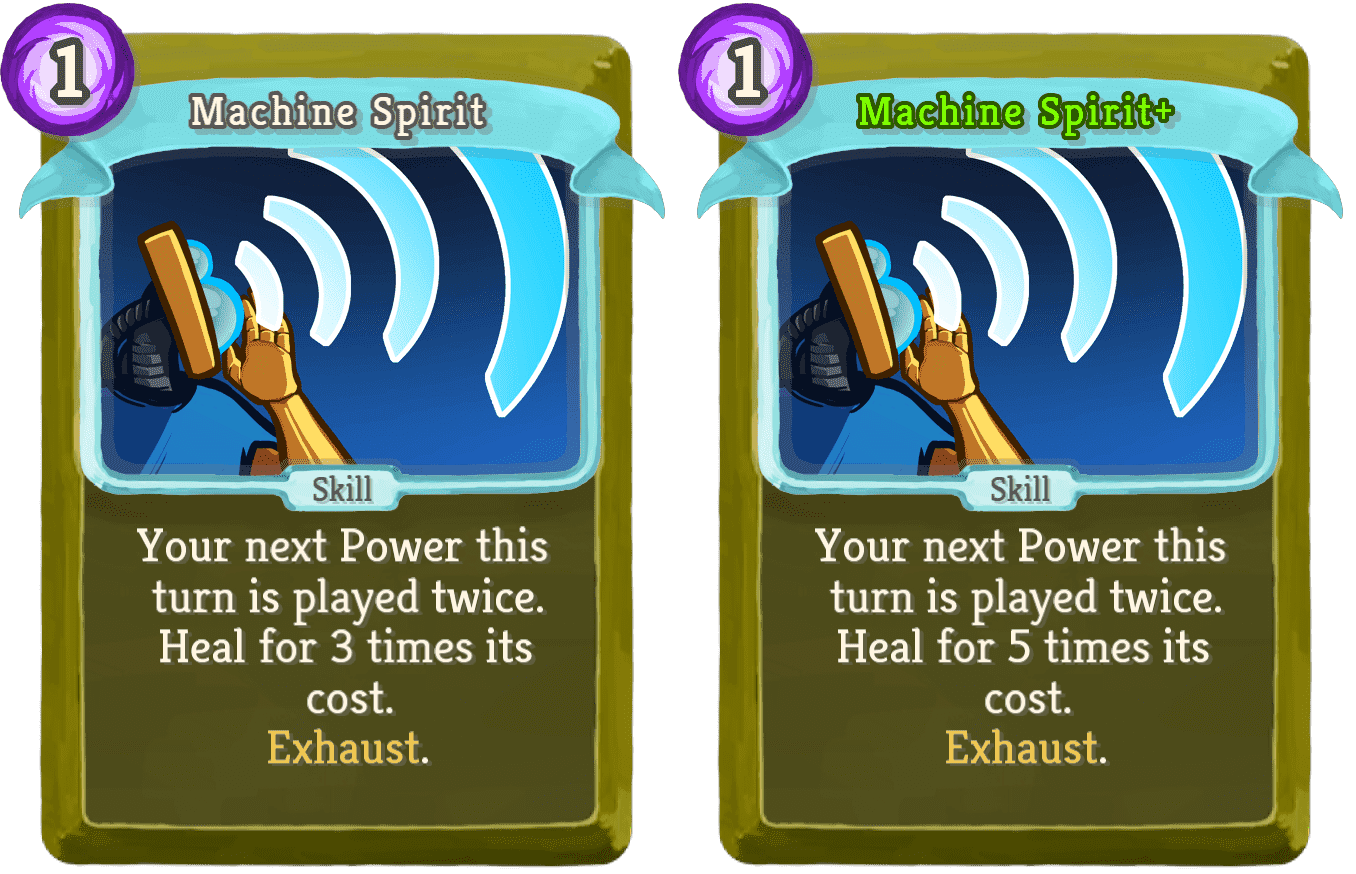 1
Machine Spirit
Skill
Your next Power this
turn is played twice.
Heal for 3 times its
cost.
Exhaust.
1
Machine Spirit+
Skill
Your next Power this
turn is played twice.
Heal for 5 times its
cost.
Exhaust.